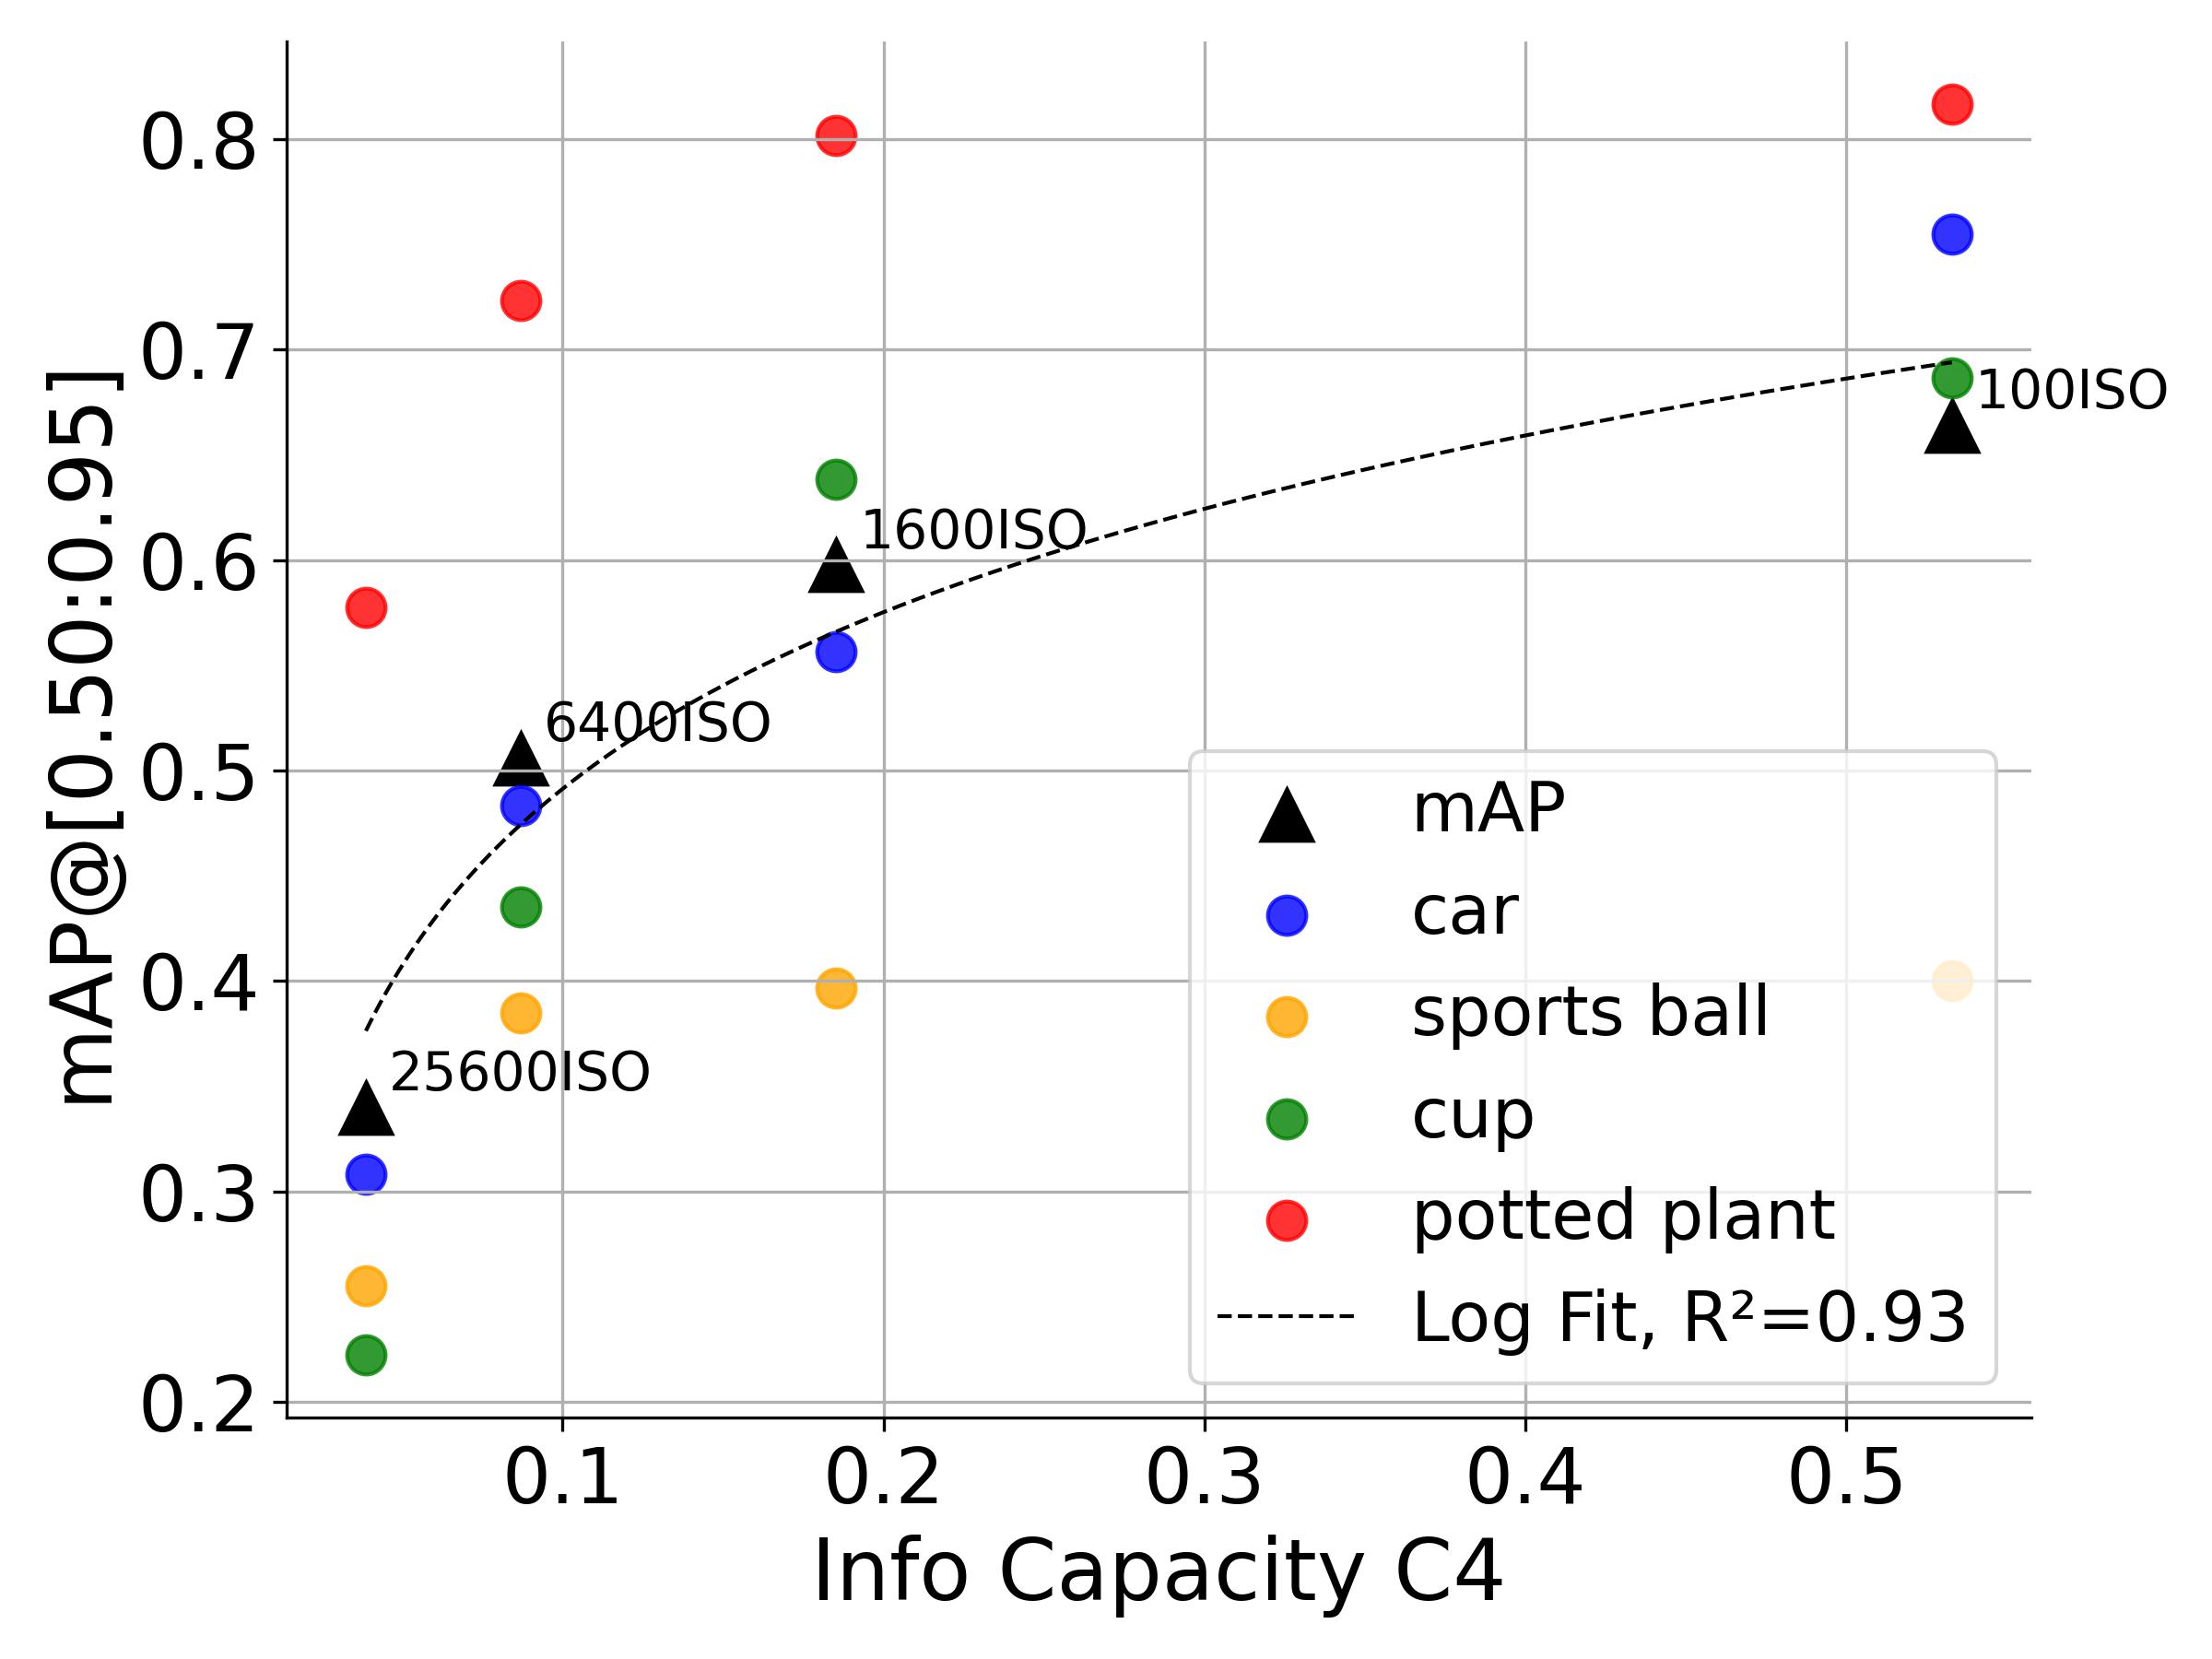 mAP@[0.50:0.95]
0.8
0.7
0.6
0.5
0.4
0.3
0.2
100ISO
1600ISO
6400ISO
25600ISO
mAP
car
sports ball
cup
potted plant
Log Fit, R²=0.93
0.1 0.2 0.3 0.4 0.5
Info Capacity C4